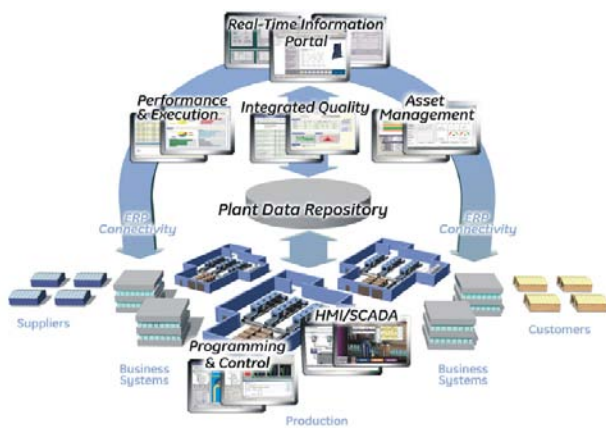 Real-Time Information
Portal
Performance
& Execution
Integrated Quality
Asset
Management
Plant Data Repository
ERP
Connectivity
ERP
Connectivity
Suppliers
Business
Systems
HMI/SCADA
Programming
& Control
Production
Business
Systems
Customers